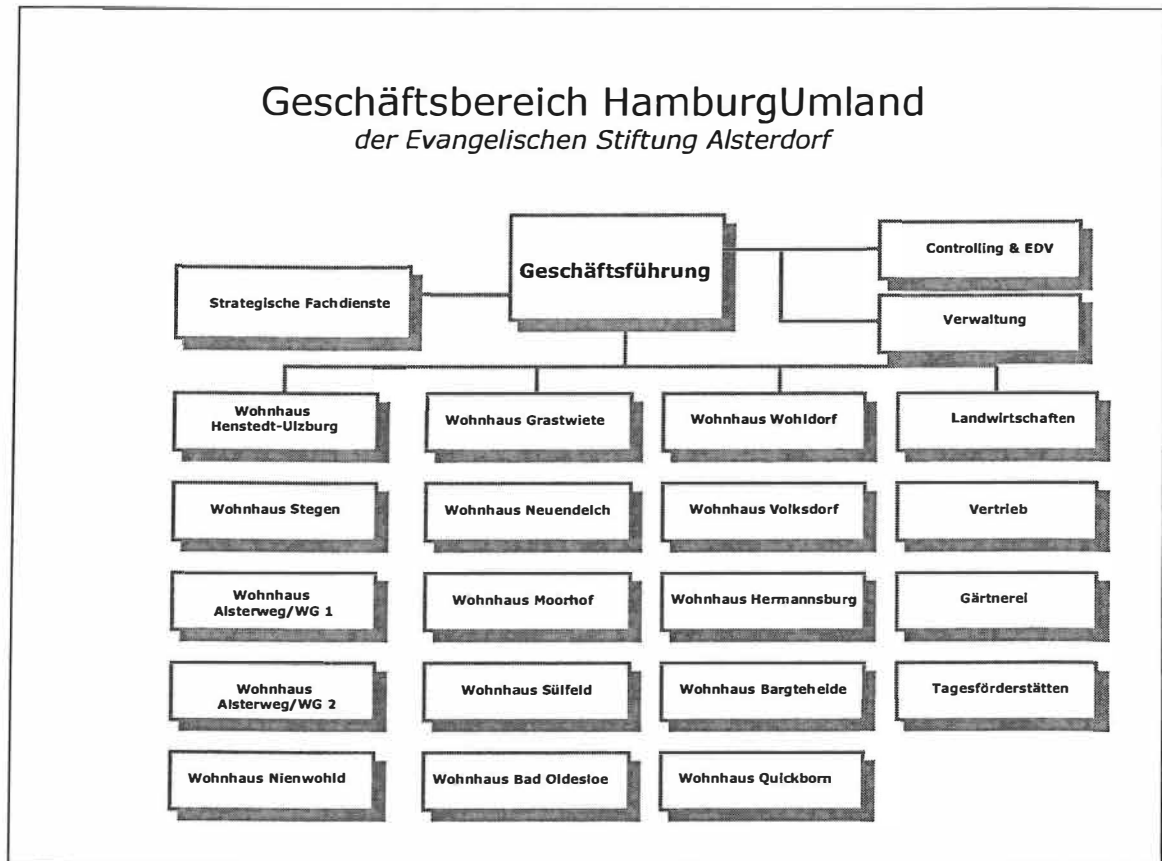 Geschäftsbereich HamburgUmland
der Evangelischen Stiftung Alsterdorf
Geschäftsführung
Controlling & EDV
Strategische Fachdienste
Verwaltung
Wohnhaus
Henstedt-Ulzburg
Wohnhaus Grastwiete
Wohnhaus Wohldorf
Landwirtschaften
Wohnhaus Stegen
Wohnhaus Neuendeich
Wohnhaus Volksdorf
Vertrieb
Wohnhaus
Alsterweg/WG 1
Wohnhaus Moorhof
Wohnhaus Hermannsburg
Gärtnerei
Wohnhaus
Alsterweg/WG 2
Wohnhaus Sülfeld
Wohnhaus Bargteheide
Tagesförderstätten
Wohnhaus Nienwohld
Wohnhaus Bad Oldesloe
Wohnhaus Quickborn